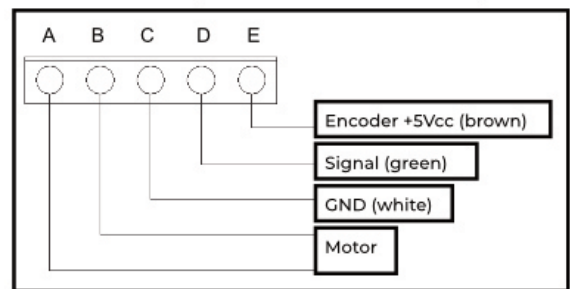 A B C D E
Encoder +5Vcc (brown)
Signal (green)
GND (white)
Motor